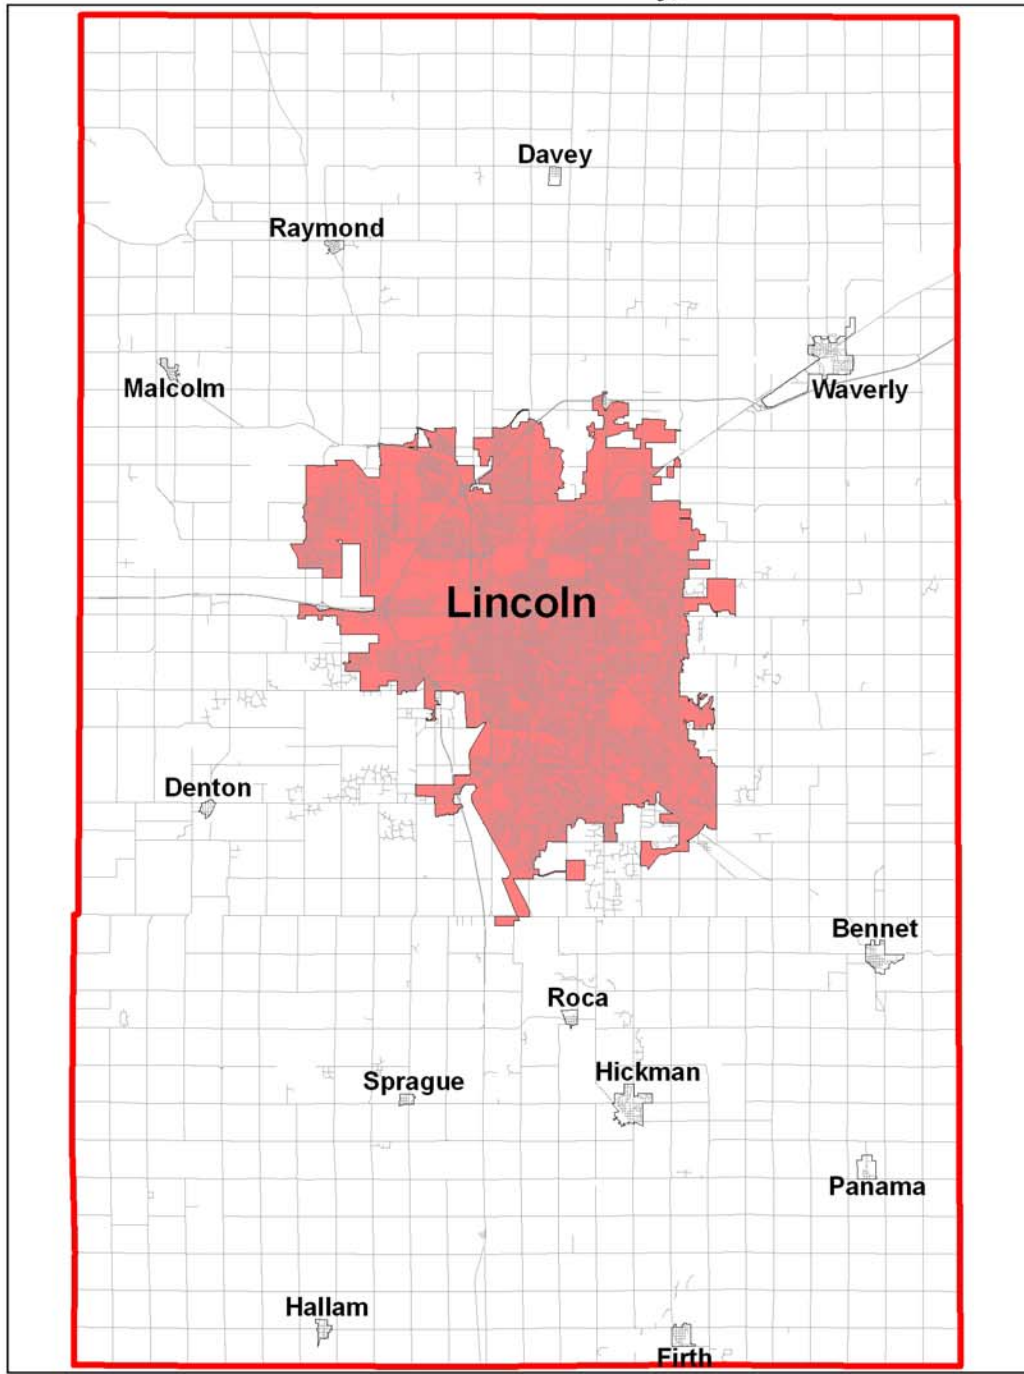 Davey
Raymond
Malcolm
Waverly
Lincoln
Denton
Bennet
Roca
Hickman
Sprague
Panama
Hallam
Firth